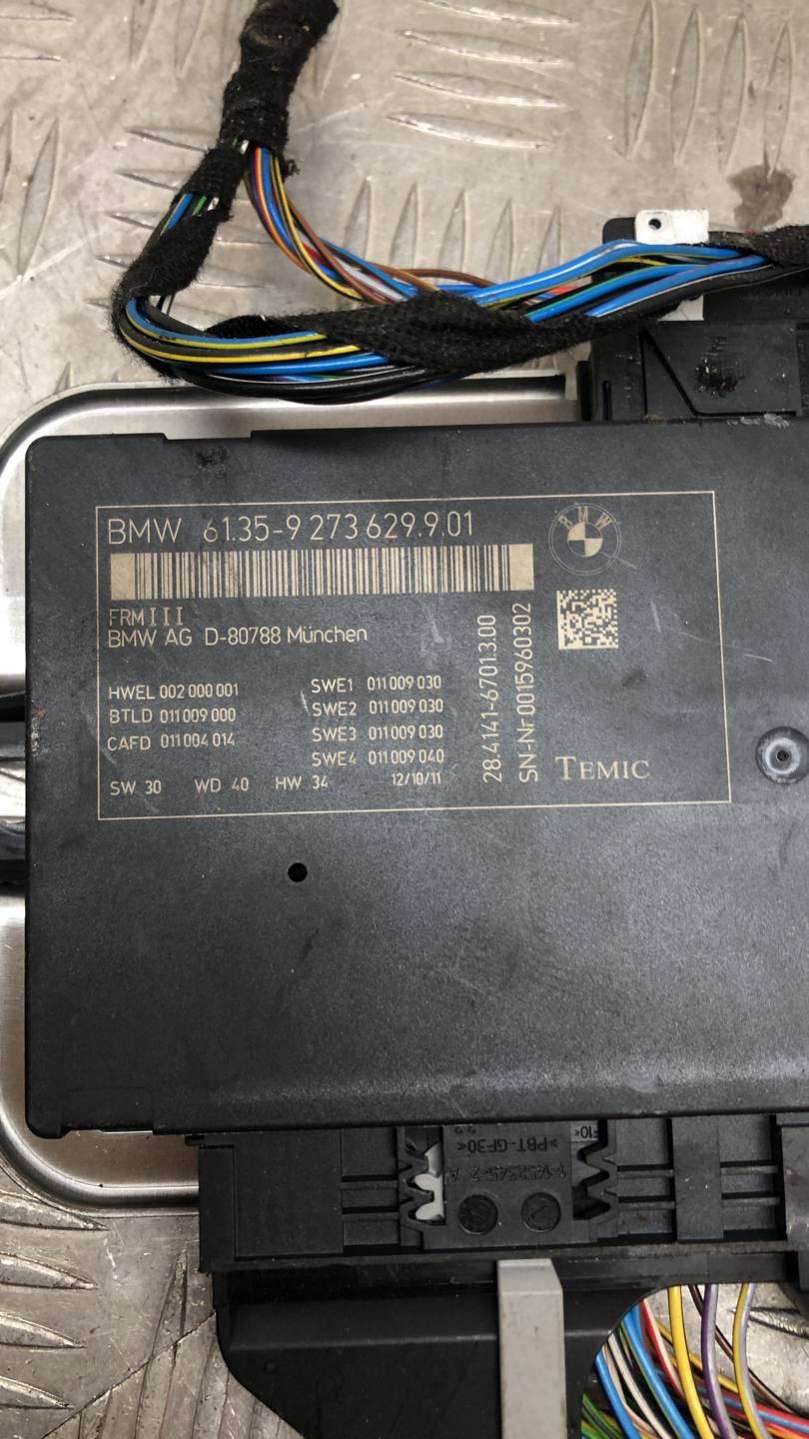 BMW 61.35-9 273 629.9.01
BMW
FRM III
BMW AG D-80788 München
HWEL 002 000 001
BTLD 011 009 000
CAFD 011 004 014
SWE1 011 009 030
SWE2 011 009 030
SWE3 011 009 030
SWE4 011 009 040
SW 30 WD 40 HW 34 12/10/11
28.4141-6701.3.00
SN-Nr 0015960302
TEMIC
>PBT-GF30<